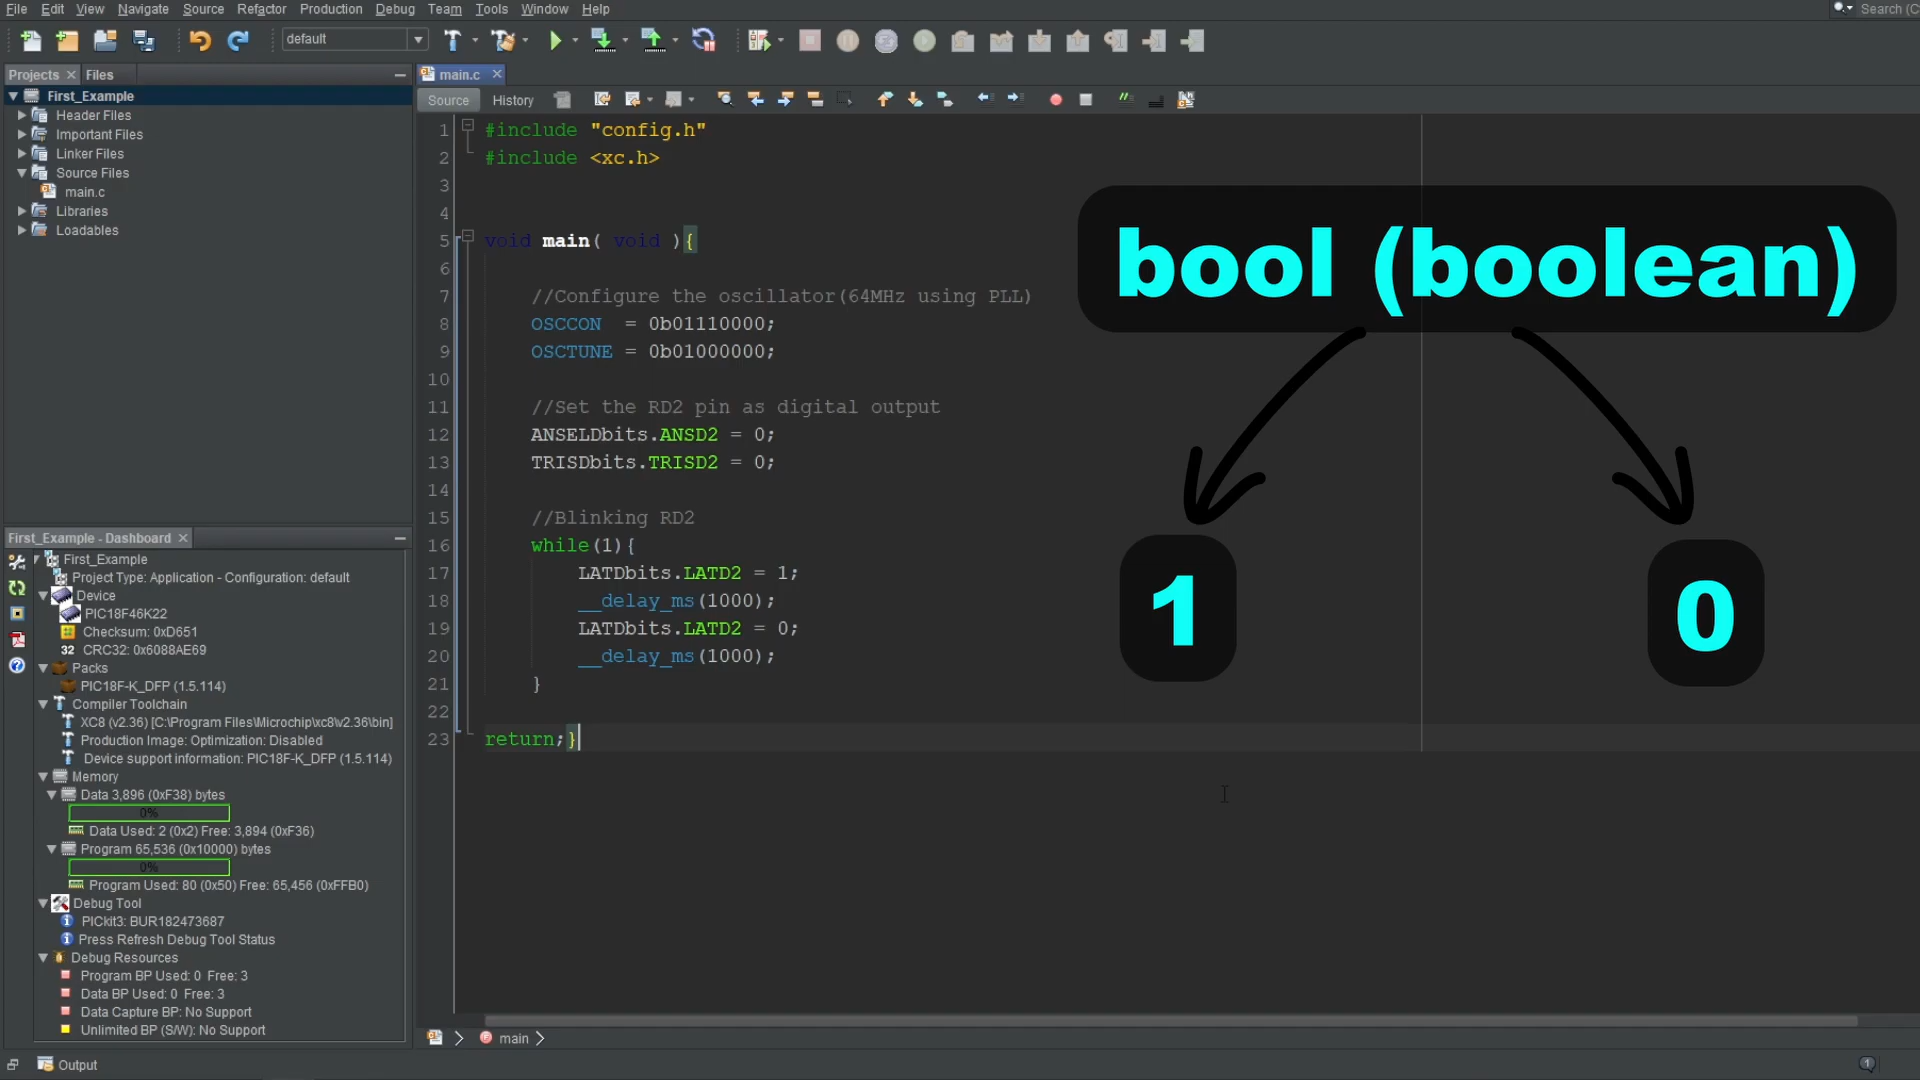 File Edit View Navigate Source Refactor Production Debug Team Tools Window Help
Search (C
default
Projects Files
main.c
Source History
First_Example
Header Files
Important Files
Linker Files
Source Files
main.c
Libraries
Loadables
1 #include "config.h"
2 #include <xc.h>
3
4
5 void main( void ){
6
7 //Configure the oscillator(64MHz using PLL)
8 OSCCON = 0b01110000;
9 OSCTUNE = 0b01000000;
10
11 //Set the RD2 pin as digital output
12 ANSELDbits.ANSD2 = 0;
13 TRISDbits.TRISD2 = 0;
14
15 //Blinking RD2
16 while(1){
17 LATDbits.LATD2 = 1;
18 __delay_ms(1000);
19 LATDbits.LATD2 = 0;
20 __delay_ms(1000);
21 }
22
23 return;}
bool (boolean)
1 0
First_Example - Dashboard
First_Example
Project Type: Application - Configuration: default
Device
PIC18F46K22
Checksum: 0xD651
32 CRC32: 0x6088AE69
Packs
PIC18F-K_DFP (1.5.114)
Compiler Toolchain
XC8 (v2.36) [C:\Program Files\Microchip\xc8\v2.36\bin]
Production Image: Optimization: Disabled
Device support information: PIC18F-K_DFP (1.5.114)
Memory
Data 3,896 (0xF38) bytes
0%
Data Used: 2 (0x2) Free: 3,894 (0xF36)
Program 65,536 (0x10000) bytes
0%
Program Used: 80 (0x50) Free: 65,456 (0xFFB0)
Debug Tool
PICkit3: BUR182473687
Press Refresh Debug Tool Status
Debug Resources
Program BP Used: 0 Free: 3
Data BP Used: 0 Free: 3
Data Capture BP: No Support
Unlimited BP (S/W): No Support
main
Output
1